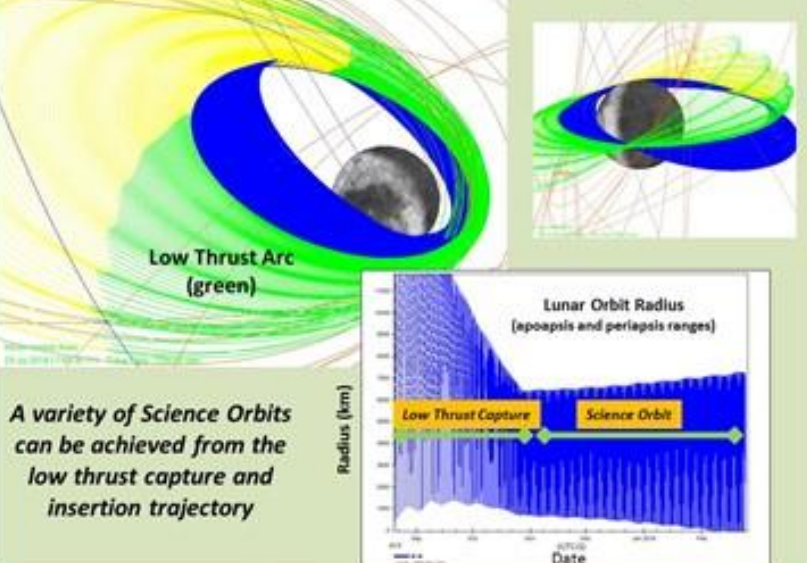 Low Thrust Arc
(green)
Lunar Orbit Radius
(apoapsis and periapsis ranges)
Low Thrust Capture
Science Orbit
Radius (km)
Date
A variety of Science Orbits
can be achieved from the
low thrust capture and
insertion trajectory